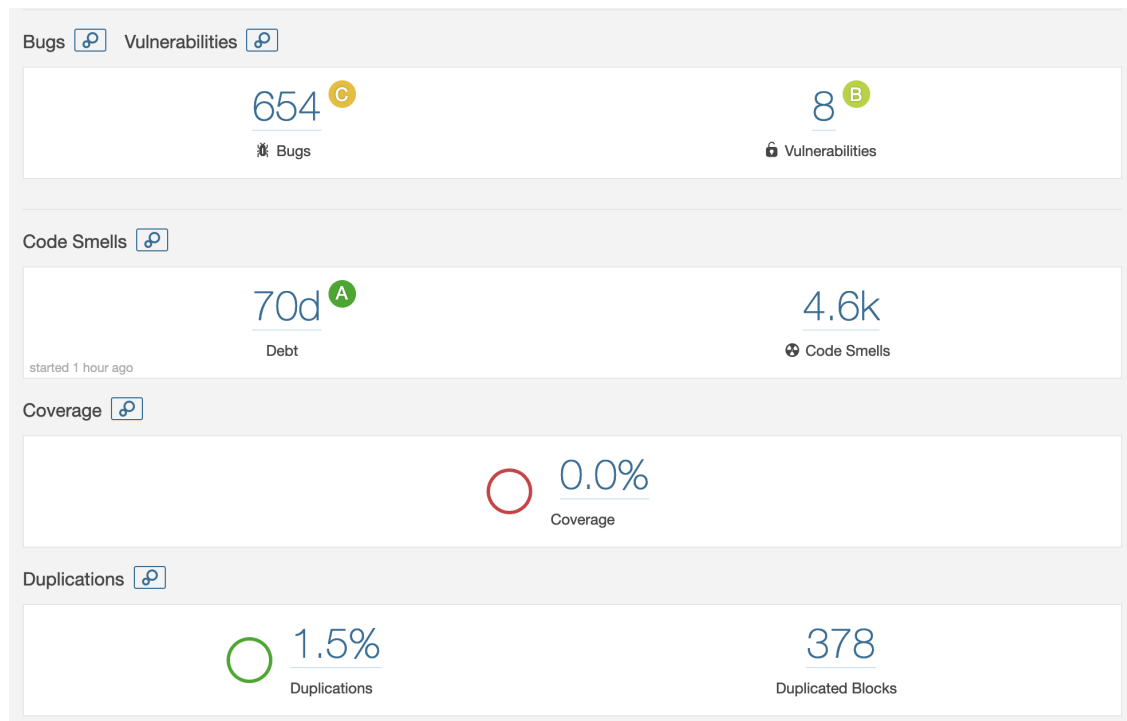 Bugs Vulnerabilities
654 C 8 B
Bugs Vulnerabilities
Code Smells
70d A 4.6k
Debt Code Smells
started 1 hour ago
Coverage
0.0%
Coverage
Duplications
1.5% 378
Duplications Duplicated Blocks